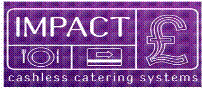 IMPACT
£
cashless catering systems